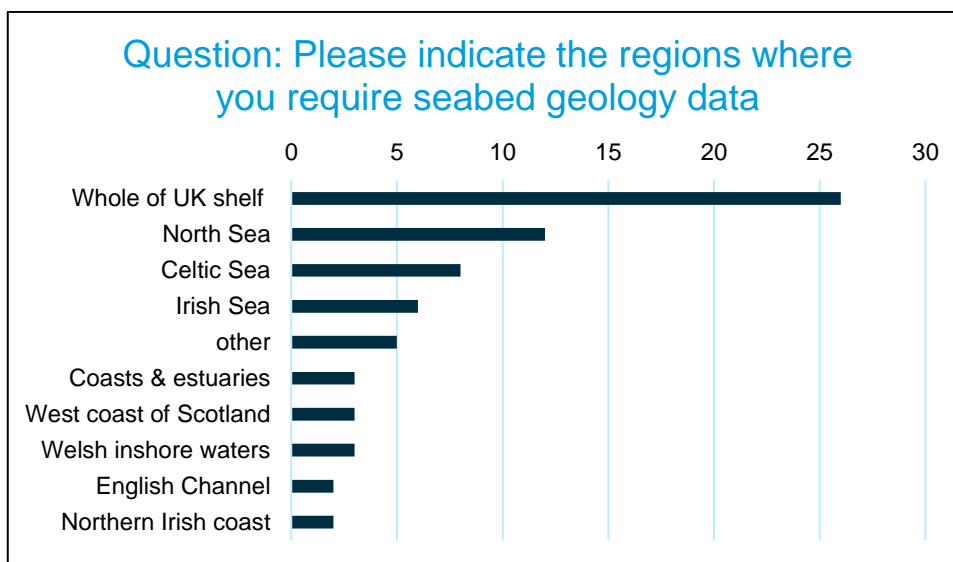 Question: Please indicate the regions where
you require seabed geology data
0 5 10 15 20 25 30
Whole of UK shelf
North Sea
Celtic Sea
Irish Sea
other
Coasts & estuaries
West coast of Scotland
Welsh inshore waters
English Channel
Northern Irish coast